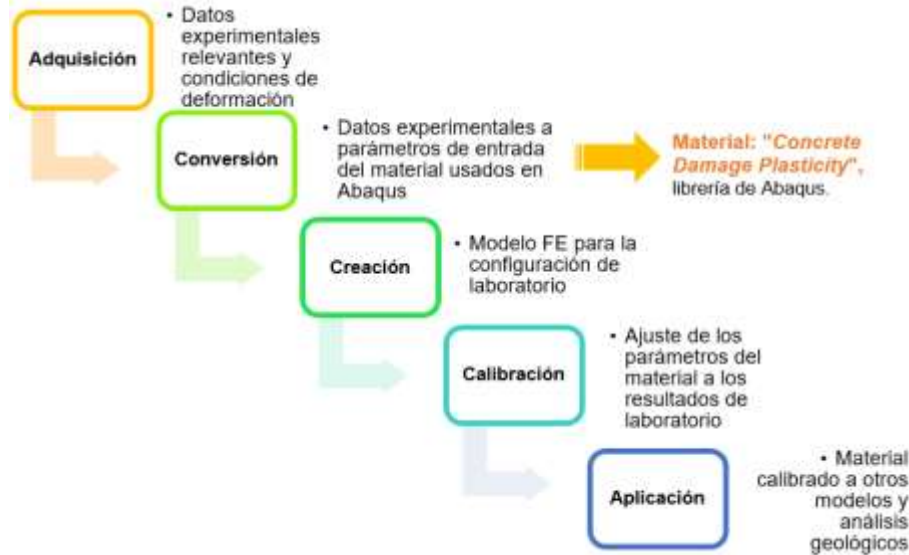 Adquisición
• Datos
experimentales
relevantes y
condiciones de
deformación
Conversión
• Datos experimentales a
parámetros de entrada
del material usados en
Abaqus
Material: "Concrete
Damage Plasticity",
librería de Abaqus.
Creación
• Modelo FE para la
configuración de
laboratorio
Calibración
• Ajuste de los
parámetros del
material a los
resultados de
laboratorio
Aplicación
• Material
calibrado a otros
modelos y
análisis
geológicos